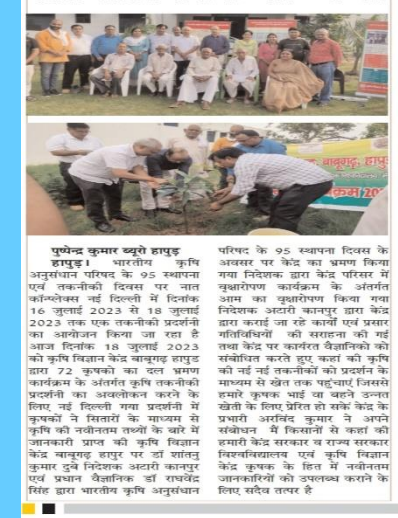 बाबूगढ़, हापुड़
क्रम 202
पुष्पेन्द्र कुमार ब्यूरो हापुड़
हापुड़। भारतीय कृषि
अनुसंधान परिषद के 95 स्थापना
एवं तकनीकी दिवस पर नात
कॉम्प्लेक्स नई दिल्ली में दिनांक
16 जुलाई 2023 से 18 जुलाई
2023 तक एक तकनीकी प्रदर्शनी
का आयोजन किया जा रहा है
आज दिनांक 18 जुलाई 2023
को कृषि विज्ञान केंद्र बाबूगढ़ हापुड़
द्वारा 72 कृषको का दल भ्रमण
कार्यक्रम के अंतर्गत कृषि तकनीकी
प्रदर्शनी का अवलोकन करने के
लिए नई दिल्ली गया प्रदर्शनी में
कृषकों ने सितारों के माध्यम से
कृषि की नवीनतम तथ्यों के बारे में
जानकारी प्राप्त की कृषि विज्ञान
केंद्र बाबूगढ़ हापुर पर डॉ शांतनु
कुमार दुबे निदेशक अटारी कानपुर
एवं प्रधान वैज्ञानिक डॉ राघवेंद्र
सिंह द्वारा भारतीय कृषि अनुसंधान
परिषद के 95 स्थापना दिवस के
अवसर पर केंद्र का भ्रमण किया
गया निदेशक द्वारा केंद्र परिसर में
वृक्षारोपण कार्यक्रम के अंतर्गत
आम का वृक्षारोपण किया गया
निदेशक अटारी कानपुर द्वारा केंद्र
द्वारा कराई जा रहे कार्यों एवं प्रसार
गतिविधियों की सराहना की गई
तथा केंद्र पर कार्यरत वैज्ञानिकों को
संबोधित करते हुए कहां की कृषि
की नई नई तकनीकों को प्रदर्शन के
माध्यम से खेत तक पहुंचाएं जिससे
हमारे कृषक भाई वा बहने उन्नत
खेती के लिए प्रेरित हो सकें केंद्र के
प्रभारी अरबिंद कुमार ने अपने
संबोधन में किसानों से कहां की
हमारी केंद्र सरकार व राज्य सरकार
विश्वविद्यालय एवं कृषि विज्ञान
केंद्र कृषक के हित में नवीनतम
जानकारियों को उपलब्ध कराने के
लिए सदैव तत्पर है